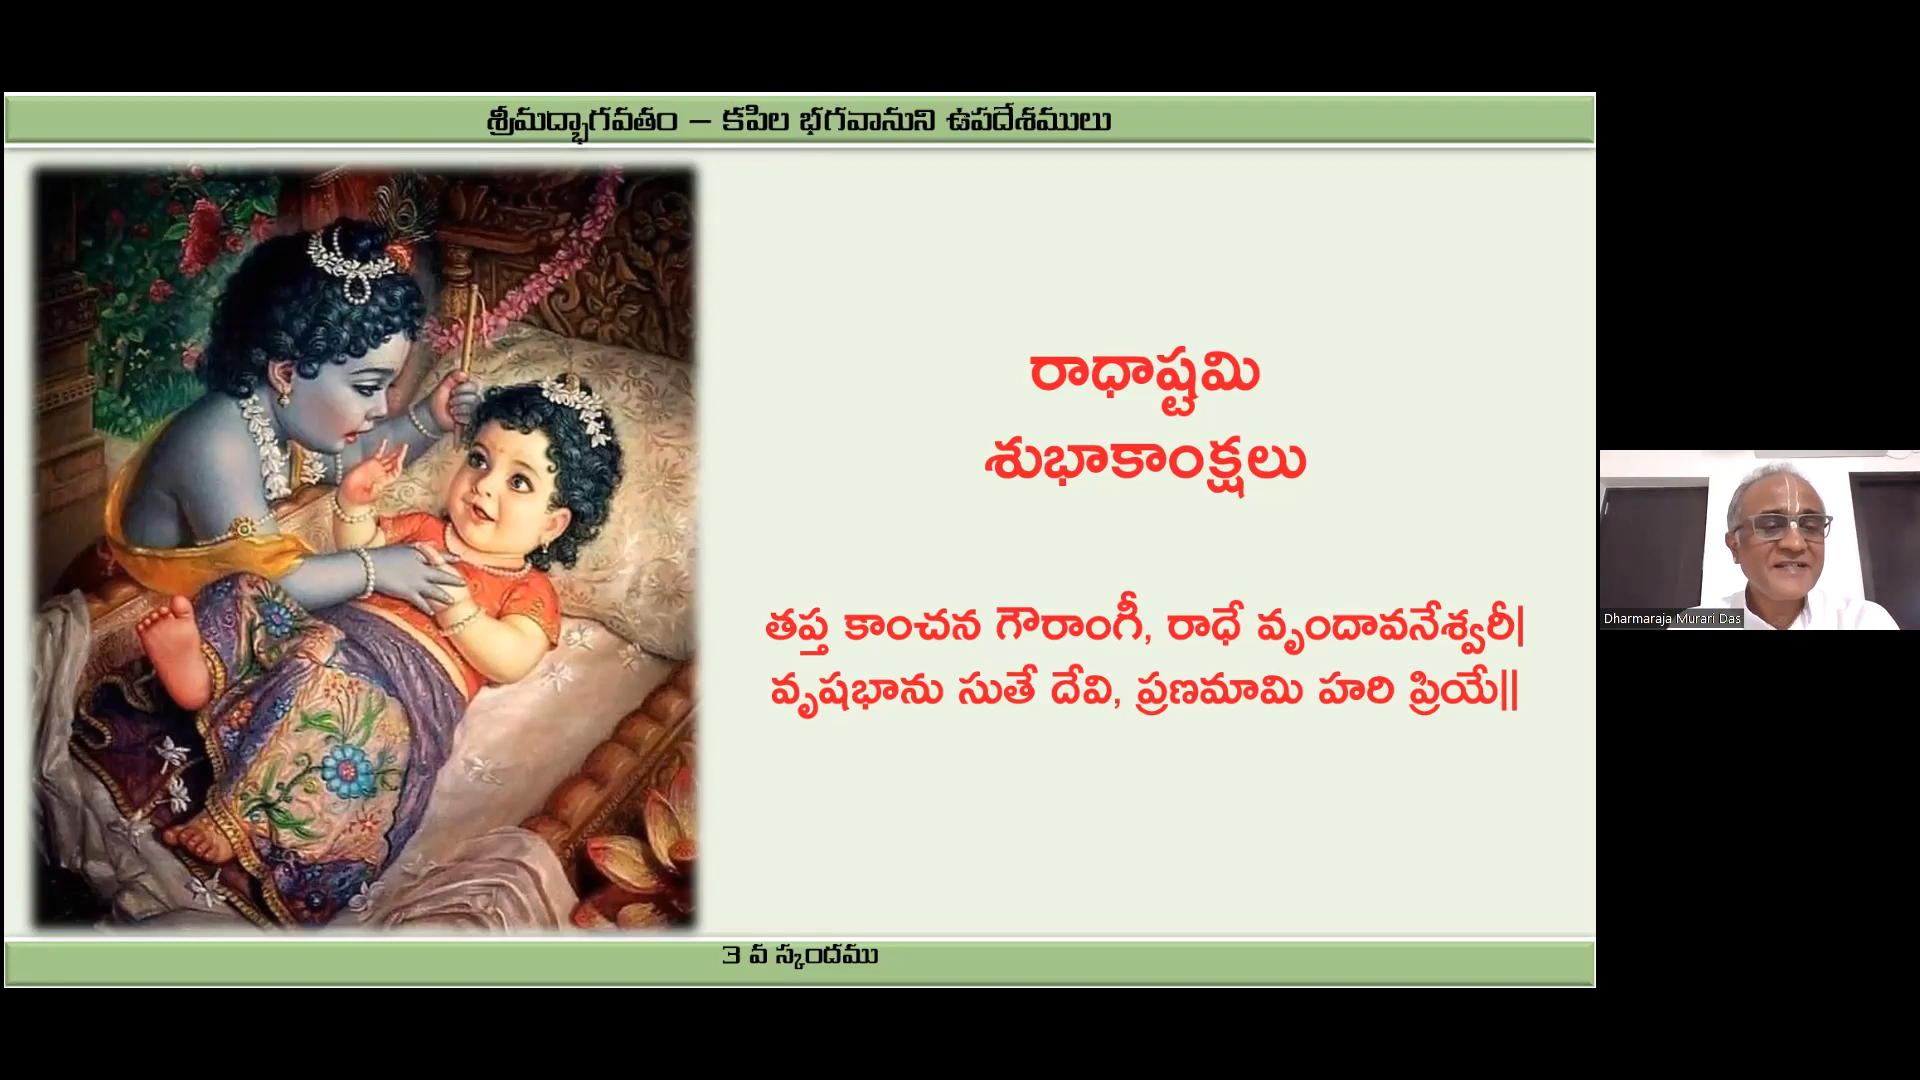 శ్రీమద్భాగవతం – కపిల భగవానుని ఉపదేశములు
రాధాష్టమి
శుభాకాంక్షలు
తప్త కాంచన గౌరాంగీ, రాధే వృందావనేశ్వరీ|
వృషభాను సుతే దేవి, ప్రణమామి హరి ప్రియే||
Dharmaraja Murari Das
3 వ స్కందము